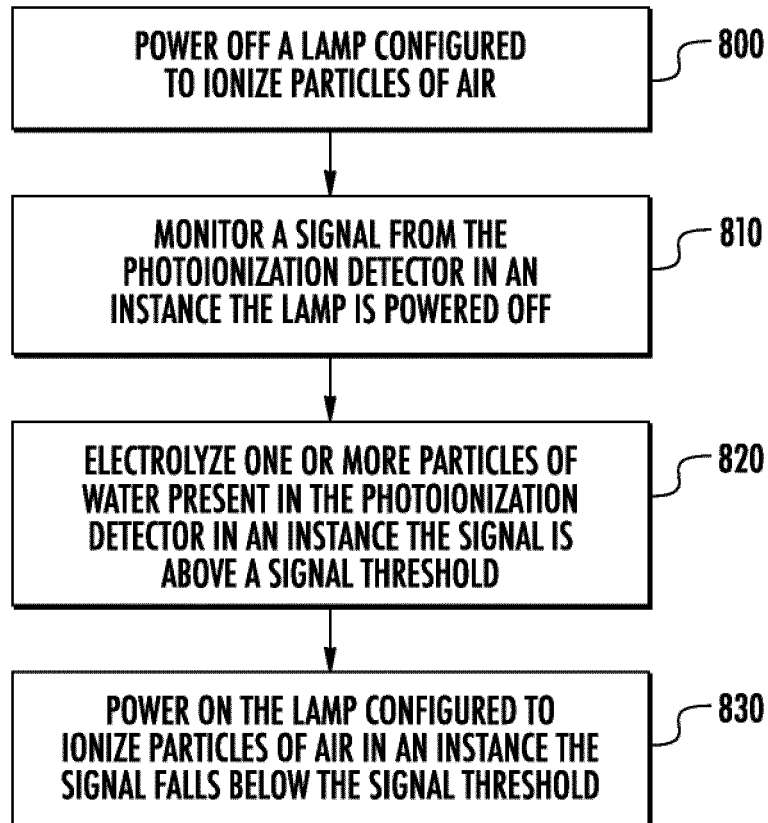 POWER OFF A LAMP CONFIGURED
TO IONIZE PARTICLES OF AIR
800
MONITOR A SIGNAL FROM THE
PHOTOIONIZATION DETECTOR IN AN
INSTANCE THE LAMP IS POWERED OFF
810
ELECTROLYZE ONE OR MORE PARTICLES OF
WATER PRESENT IN THE PHOTOIONIZATION
DETECTOR IN AN INSTANCE THE SIGNAL IS
ABOVE A SIGNAL THRESHOLD
820
POWER ON THE LAMP CONFIGURED TO
IONIZE PARTICLES OF AIR IN AN INSTANCE THE
SIGNAL FALLS BELOW THE SIGNAL THRESHOLD
830